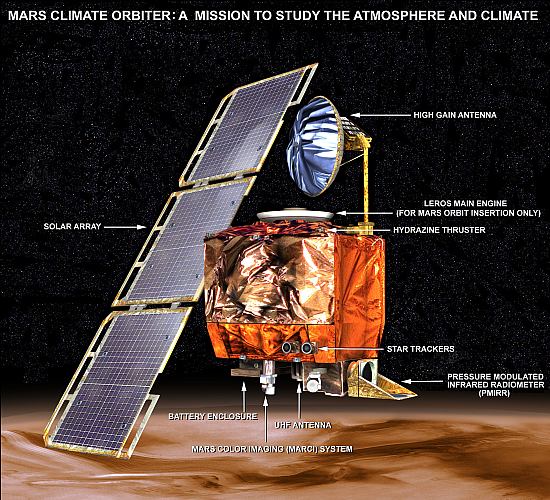 MARS CLIMATE ORBITER: A MISSION TO STUDY THE ATMOSPHERE AND CLIMATE
HIGH GAIN ANTENNA
LEROS MAIN ENGINE
(FOR MARS ORBIT INSERTION ONLY)
SOLAR ARRAY
HYDRAZINE THRUSTER
STAR TRACKERS
PRESSURE MODULATED
INFRARED RADIOMETER
(PMIRR)
BATTERY ENCLOSURE
UHF ANTENNA
MARS COLOR IMAGING (MARCI) SYSTEM